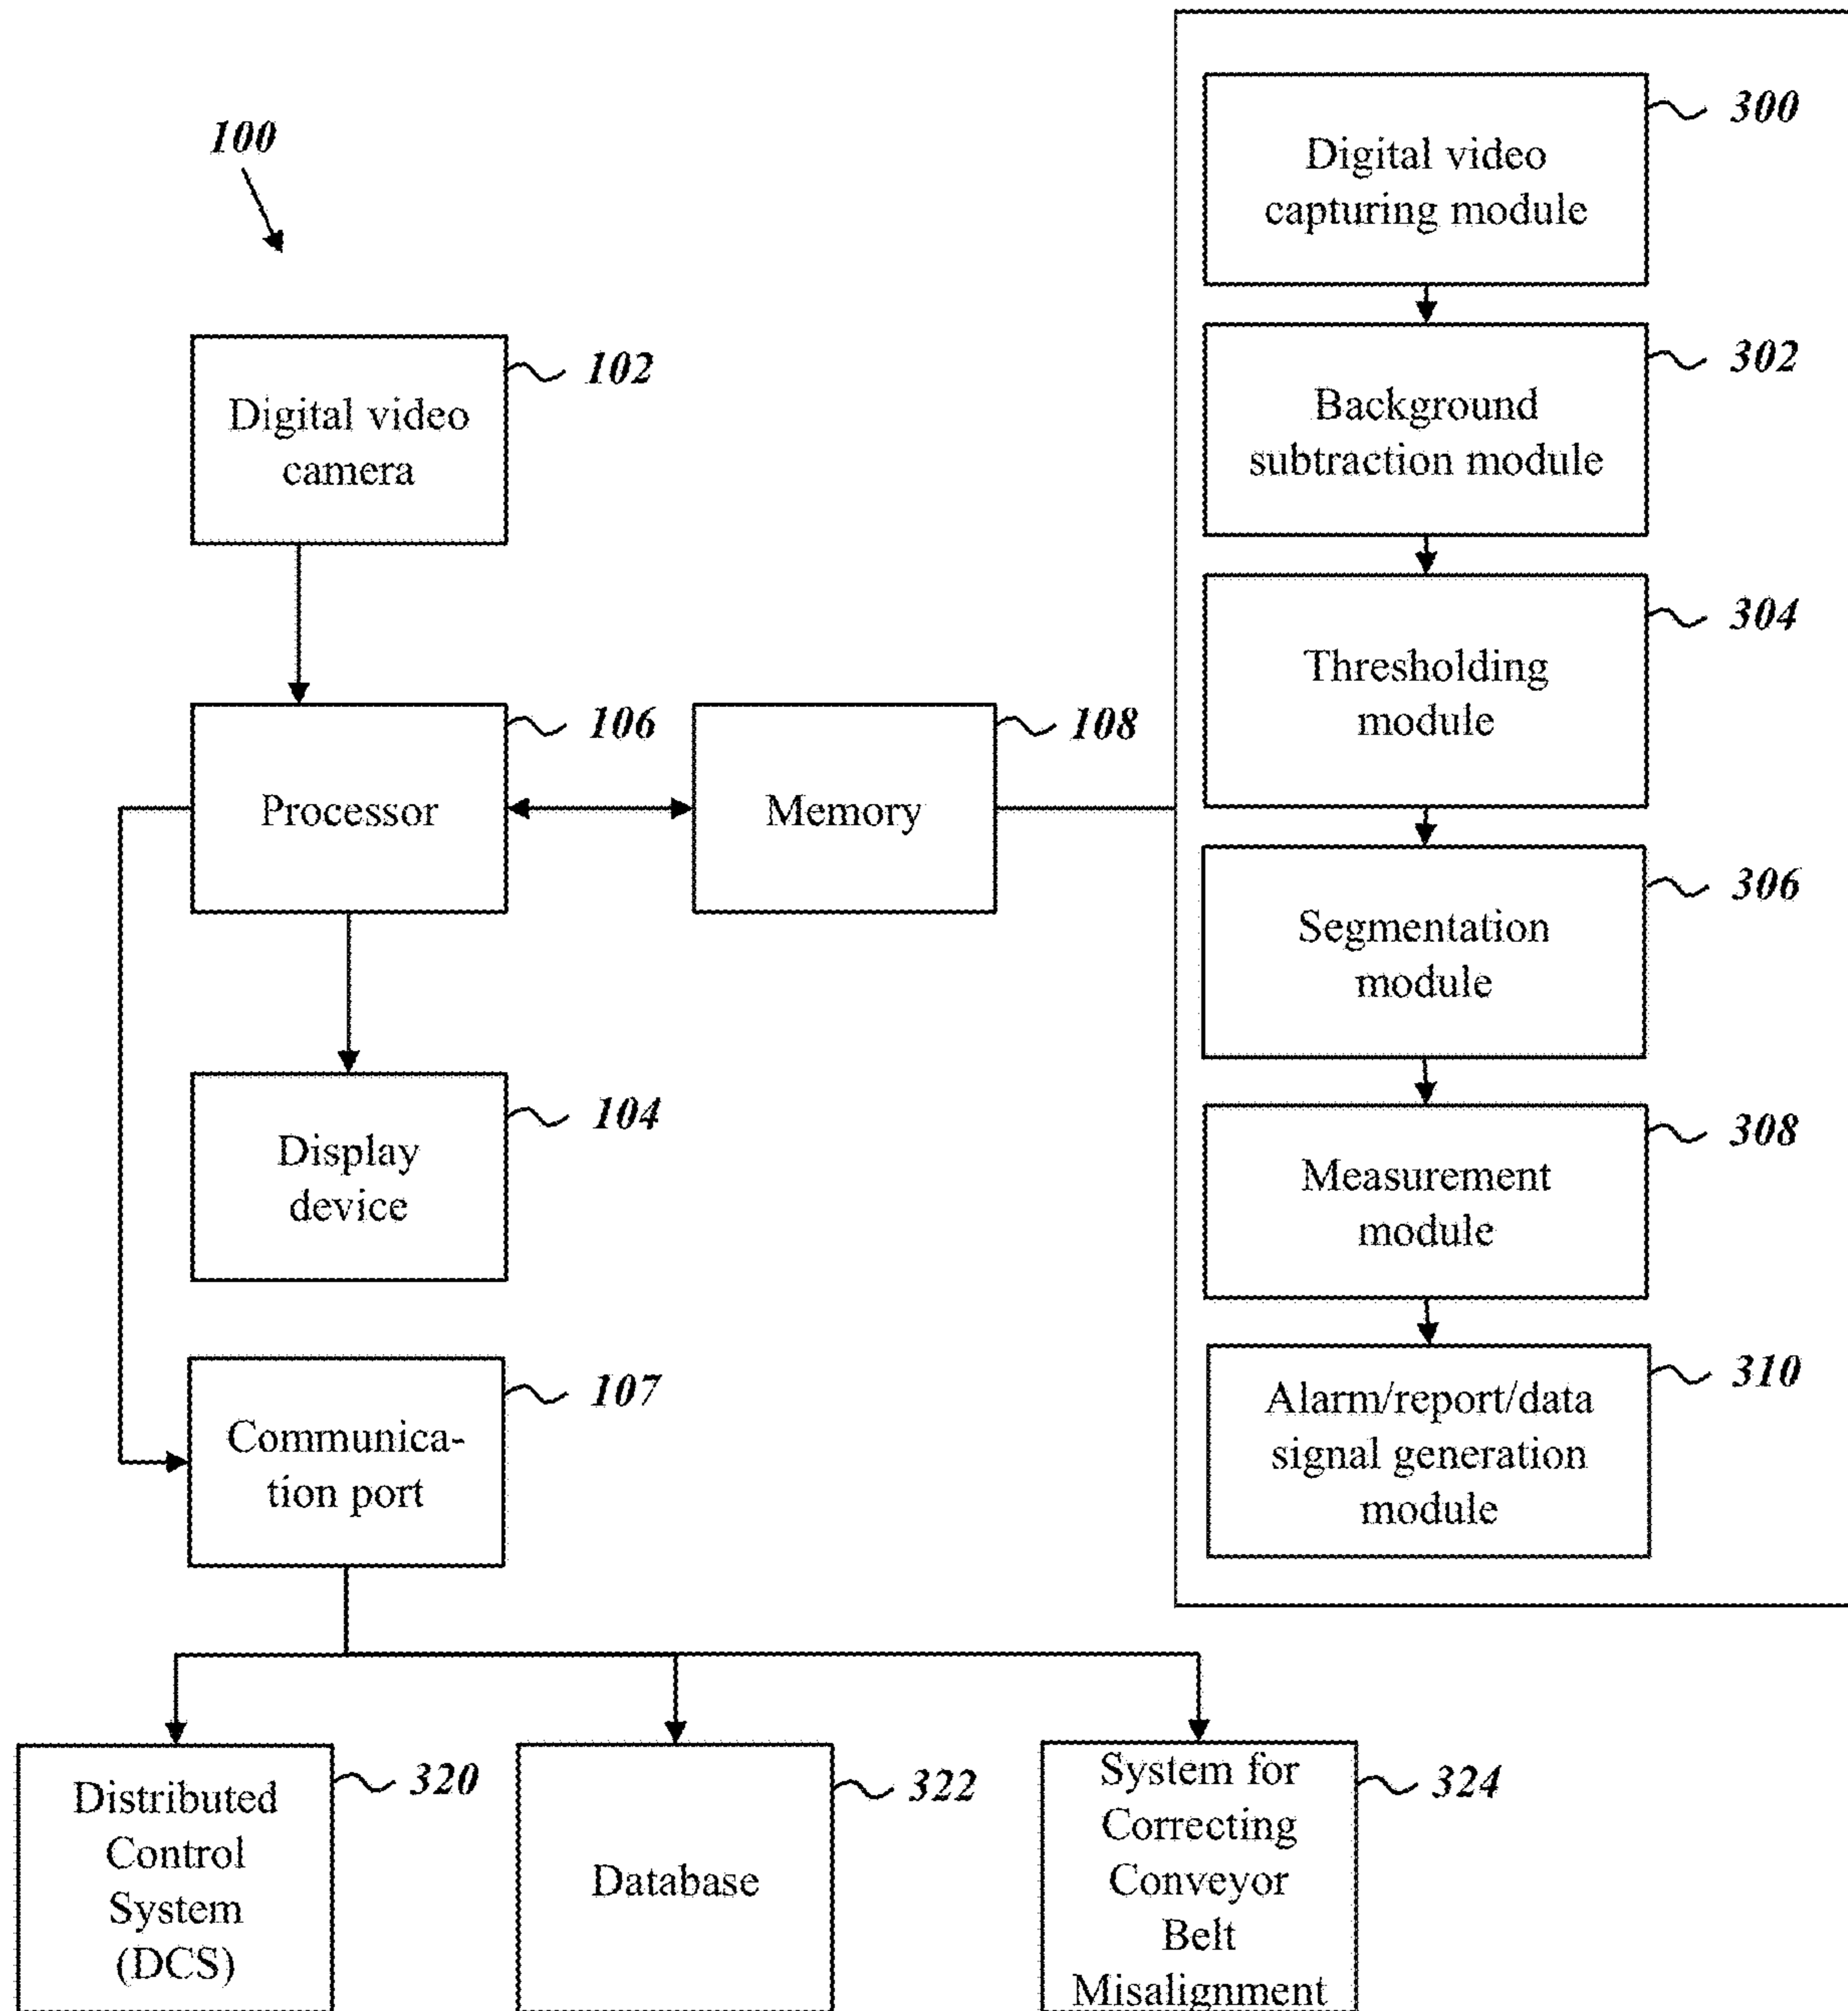 100
Digital video
camera
102
Processor
106
Memory
108
Display
device
104
Communica-
tion port
107
Digital video
capturing module
300
Background
subtraction module
302
Thresholding
module
304
Segmentation
module
306
Measurement
module
308
Alarm/report/data
signal generation
module
310
Distributed
Control
System
(DCS)
320
Database
322
System for
Correcting
Conveyor
Belt
Misalignment
324